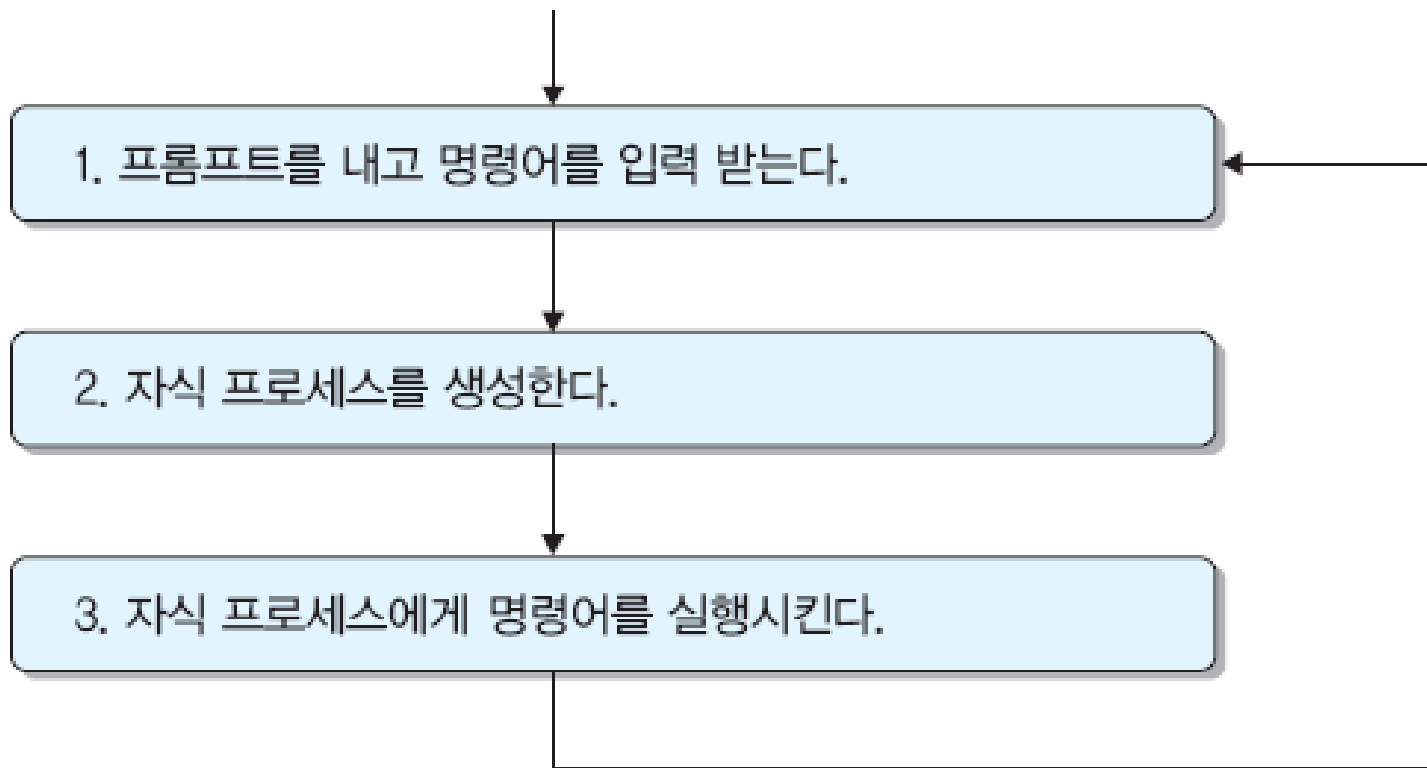 1. 프롬프트를 내고 명령어를 입력 받는다.
2. 자식 프로세스를 생성한다.
3. 자식 프로세스에게 명령어를 실행시킨다.